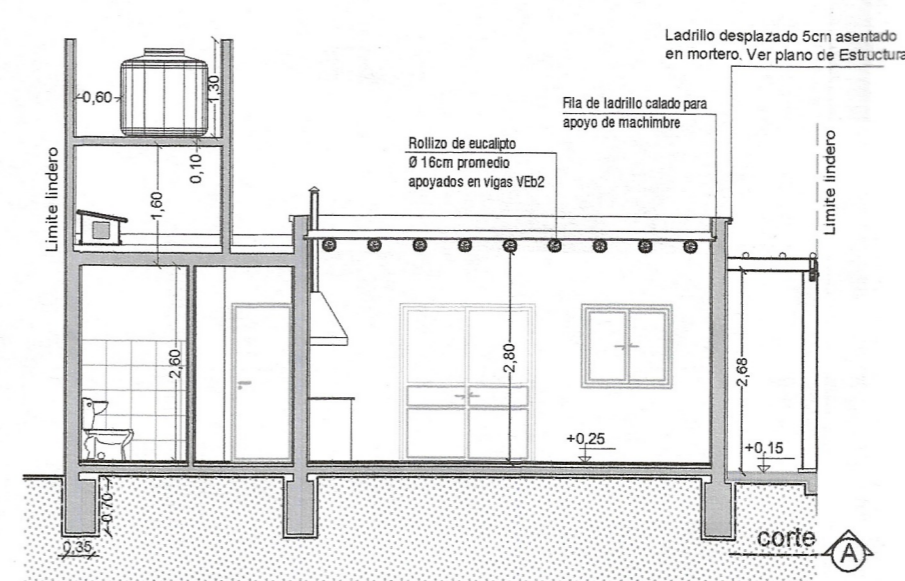 Ladrillo desplazado 5cm asentado
en mortero. Ver plano de Estructura
Fila de ladrillo calado para
apoyo de machimbre
Rollizo de eucalipto
Ø 16cm promedio
apoyados en vigas VEb2
Limite lindero
Limite lindero
0,60
1,30
0,10
1,60
2,60
2,80
2,68
+0,25
+0,15
0,70
0,35
corte
A